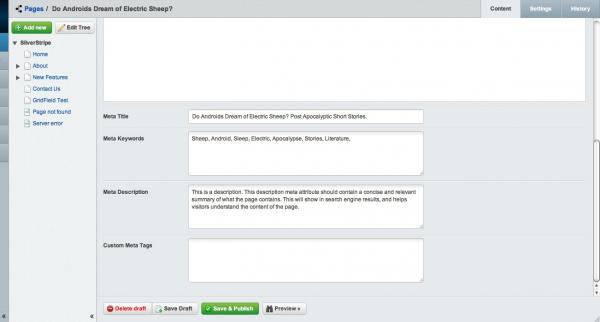 Pages / Do Androids Dream of Electric Sheep?
Content Settings History
Add new Edit Tree
SilverStripe
Home
About
New Features
Contact Us
GridField Test
Page not found
Server error
Meta Title Do Androids Dream of Electric Sheep? Post Apocalyptic Short Stories.
Meta Keywords Sheep, Android, Sleep, Electric, Apocalypse, Stories, Literature,
Meta Description This is a description. This description meta attribute should contain a concise and relevant
summary of what the page contains. This will show in search engine results, and helps
visitors understand the content of the page.
Custom Meta Tags
Delete draft Save Draft Save & Publish Preview »
« «